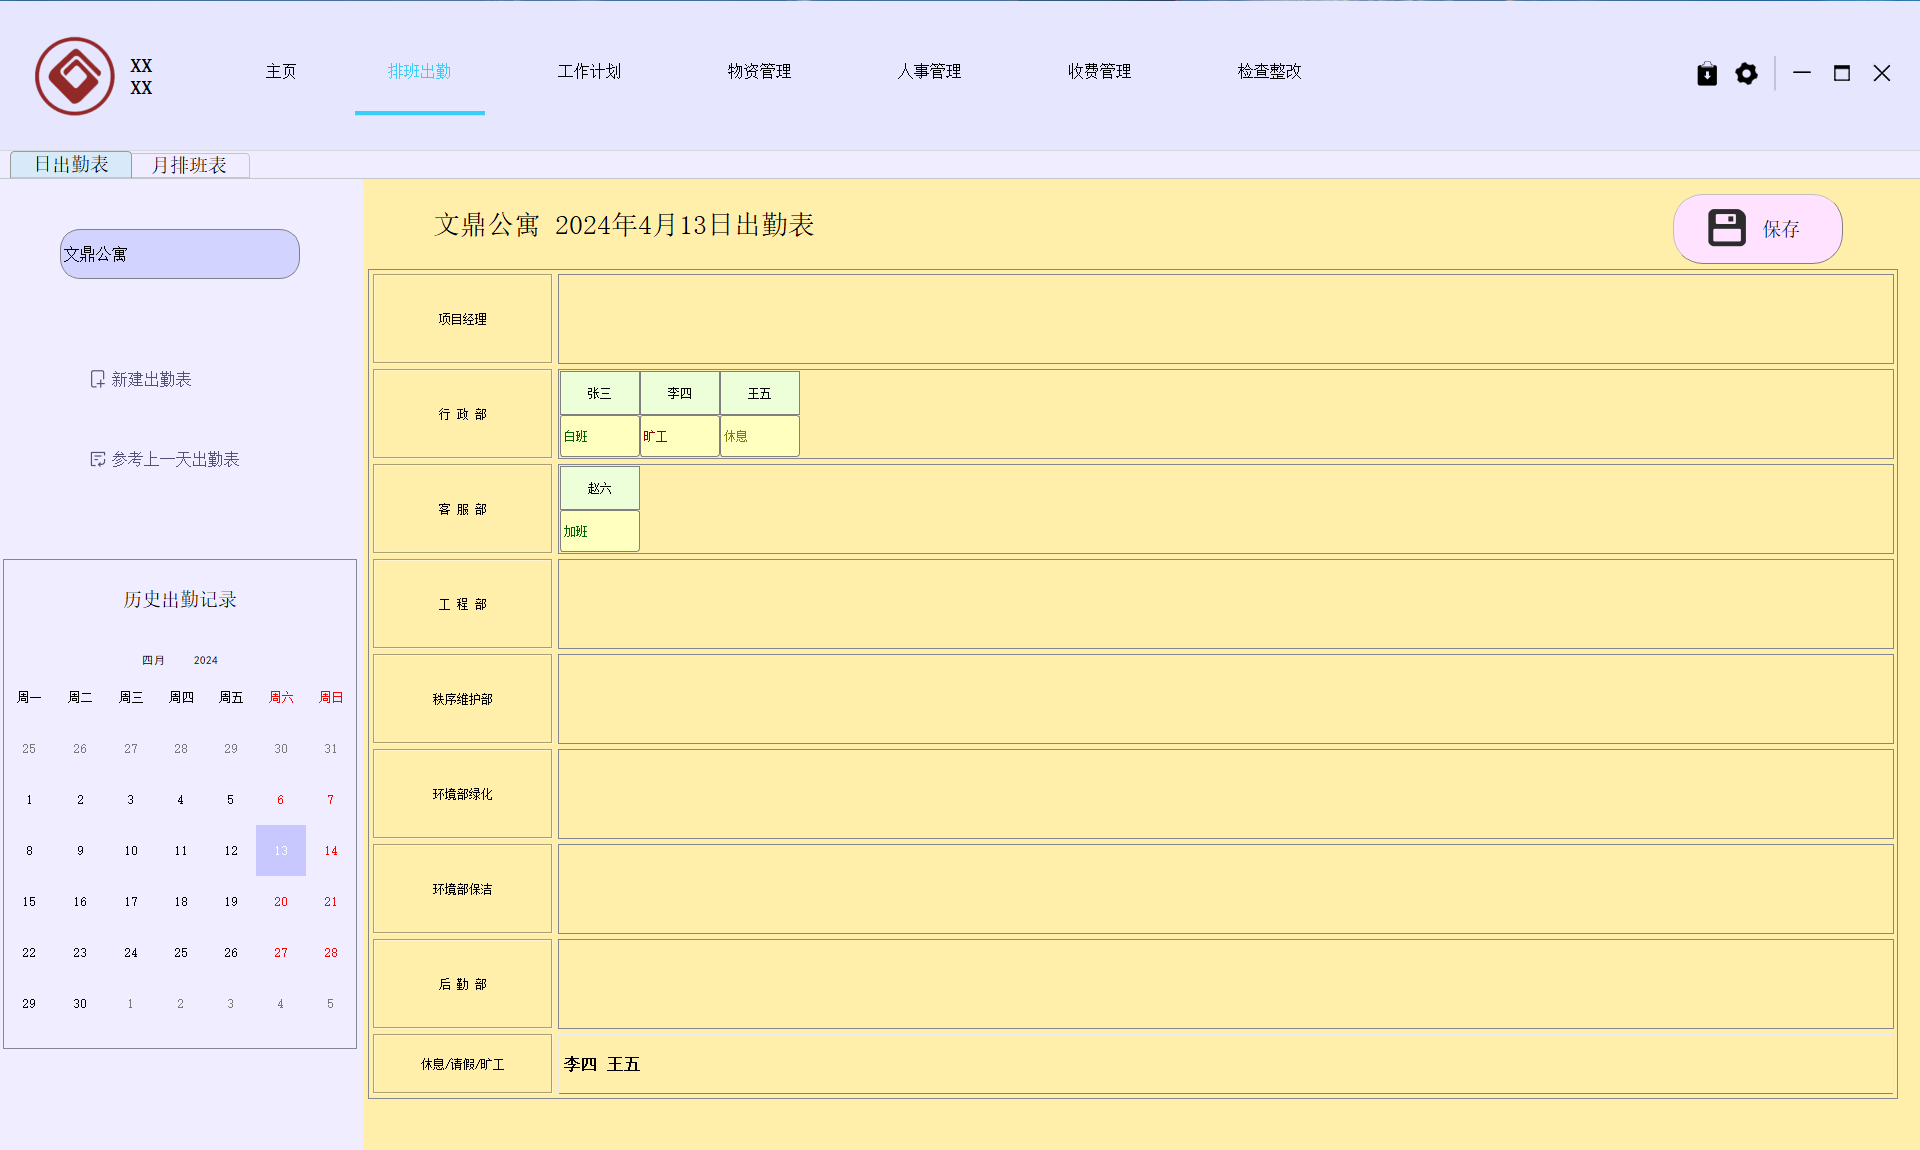 XX
XX
主页 排班出勤 工作计划 物资管理 人事管理 收费管理 检查整改
日出勤表 月排班表
文鼎公寓
新建出勤表
参考上一天出勤表
历史出勤记录
四月 2024
周一 周二 周三 周四 周五 周六 周日
25 26 27 28 29 30 31
1 2 3 4 5 6 7
8 9 10 11 12 13 14
15 16 17 18 19 20 21
22 23 24 25 26 27 28
29 30 1 2 3 4 5
文鼎公寓 2024年4月13日出勤表
保存
项目经理
行 政 部
张三 李四 王五
白班 旷工 休息
客 服 部
赵六
加班
工 程 部
秩序维护部
环境部绿化
环境部保洁
后 勤 部
休息/请假/旷工
李四 王五